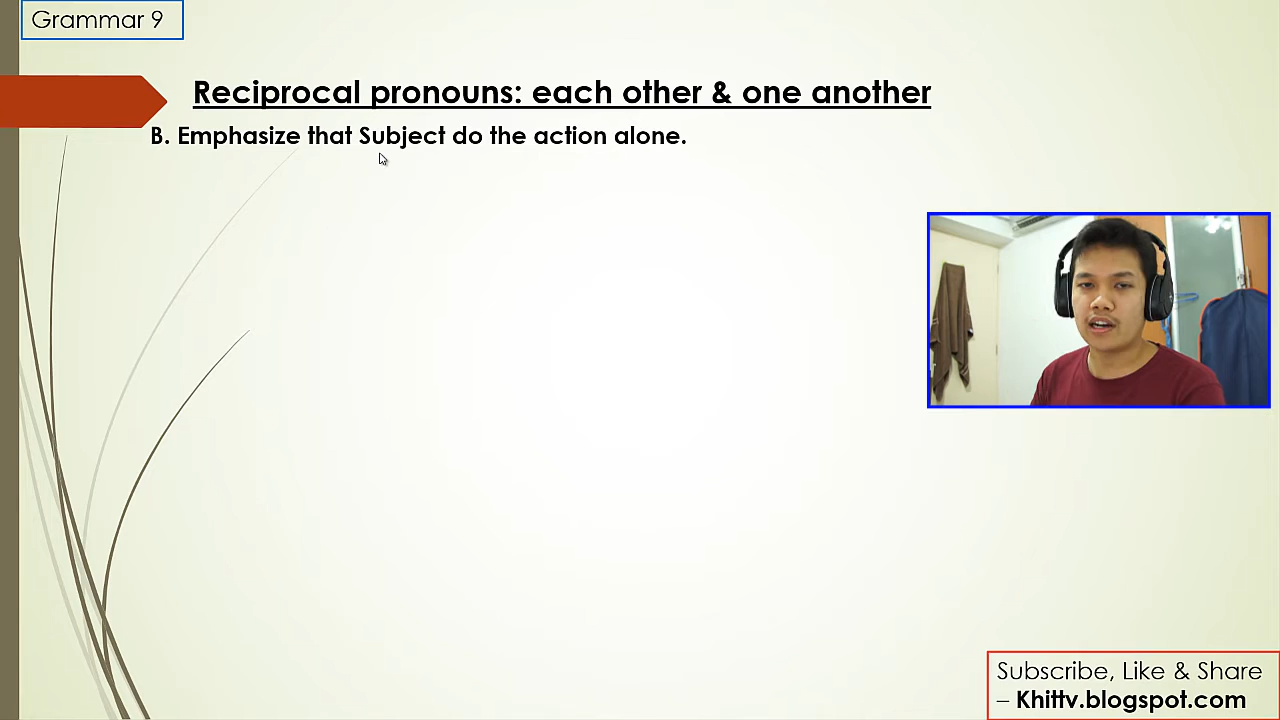 Grammar 9
Reciprocal pronouns: each other & one another
B. Emphasize that Subject do the action alone.
Subscribe, Like & Share
– Khittv.blogspot.com